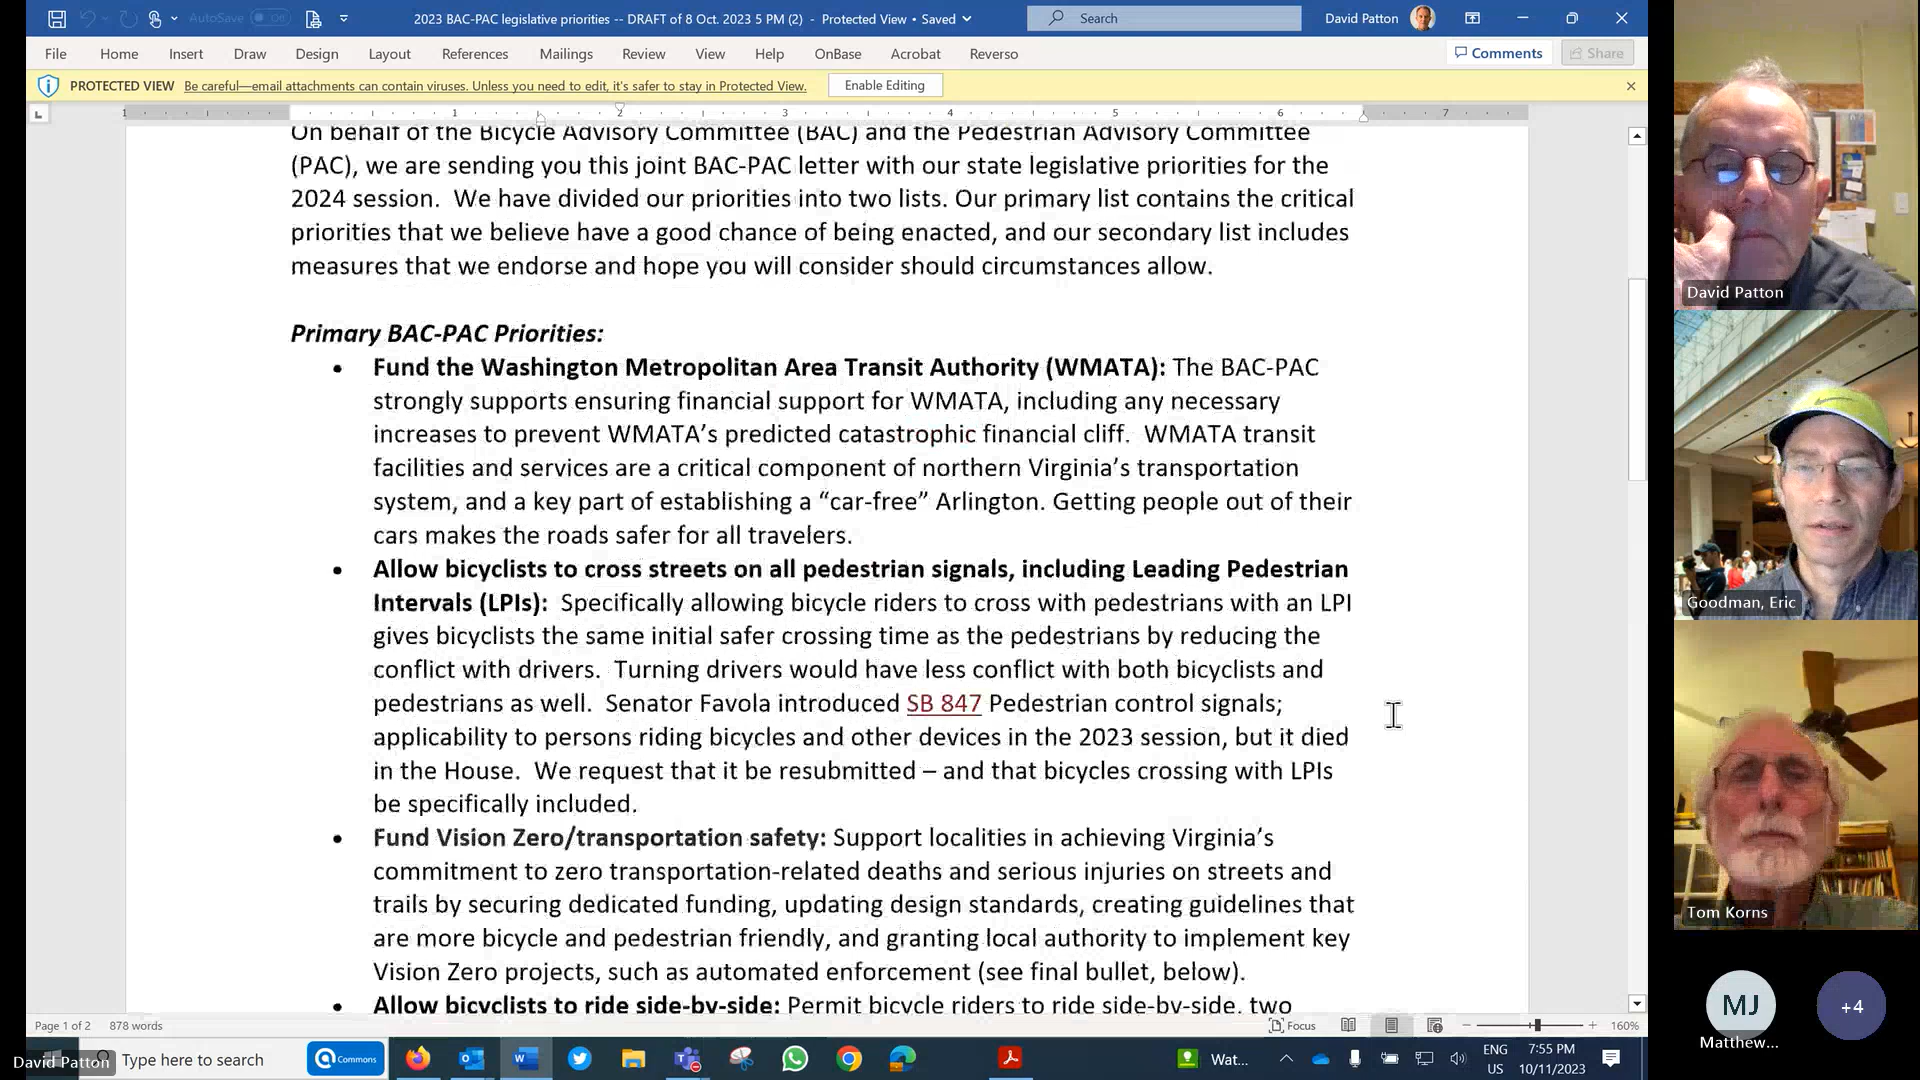 AutoSave Off
2023 BAC-PAC legislative priorities -- DRAFT of 8 Oct. 2023 5 PM (2) - Protected View • Saved
Search
David Patton
File Home Insert Draw Design Layout References Mailings Review View Help OnBase Acrobat Reverso
Comments Share
PROTECTED VIEW Be careful—email attachments can contain viruses. Unless you need to edit, it's safer to stay in Protected View. Enable Editing
1 1 2 3 4 5 6 7
On behalf of the Bicycle Advisory Committee (BAC) and the Pedestrian Advisory Committee
(PAC), we are sending you this joint BAC-PAC letter with our state legislative priorities for the
2024 session.  We have divided our priorities into two lists. Our primary list contains the critical
priorities that we believe have a good chance of being enacted, and our secondary list includes
measures that we endorse and hope you will consider should circumstances allow.
Primary BAC-PAC Priorities:
• Fund the Washington Metropolitan Area Transit Authority (WMATA): The BAC-PAC
strongly supports ensuring financial support for WMATA, including any necessary
increases to prevent WMATA’s predicted catastrophic financial cliff.  WMATA transit
facilities and services are a critical component of northern Virginia’s transportation
system, and a key part of establishing a “car-free” Arlington. Getting people out of their
cars makes the roads safer for all travelers.
• Allow bicyclists to cross streets on all pedestrian signals, including Leading Pedestrian
Intervals (LPIs):  Specifically allowing bicycle riders to cross with pedestrians with an LPI
gives bicyclists the same initial safer crossing time as the pedestrians by reducing the
conflict with drivers.  Turning drivers would have less conflict with both bicyclists and
pedestrians as well.  Senator Favola introduced SB 847 Pedestrian control signals;
applicability to persons riding bicycles and other devices in the 2023 session, but it died
in the House.  We request that it be resubmitted – and that bicycles crossing with LPIs
be specifically included.
• Fund Vision Zero/transportation safety: Support localities in achieving Virginia’s
commitment to zero transportation-related deaths and serious injuries on streets and
trails by securing dedicated funding, updating design standards, creating guidelines that
are more bicycle and pedestrian friendly, and granting local authority to implement key
Vision Zero projects, such as automated enforcement (see final bullet, below).
• Allow bicyclists to ride side-by-side: Permit bicycle riders to ride side-by-side, two
Page 1 of 2 878 words
Focus
160%
David Patton
Type here to search
Commons
Wat...
ENG
US
7:55 PM
10/11/2023
David Patton
Goodman, Eric
Tom Korns
MJ
Matthew...
+4